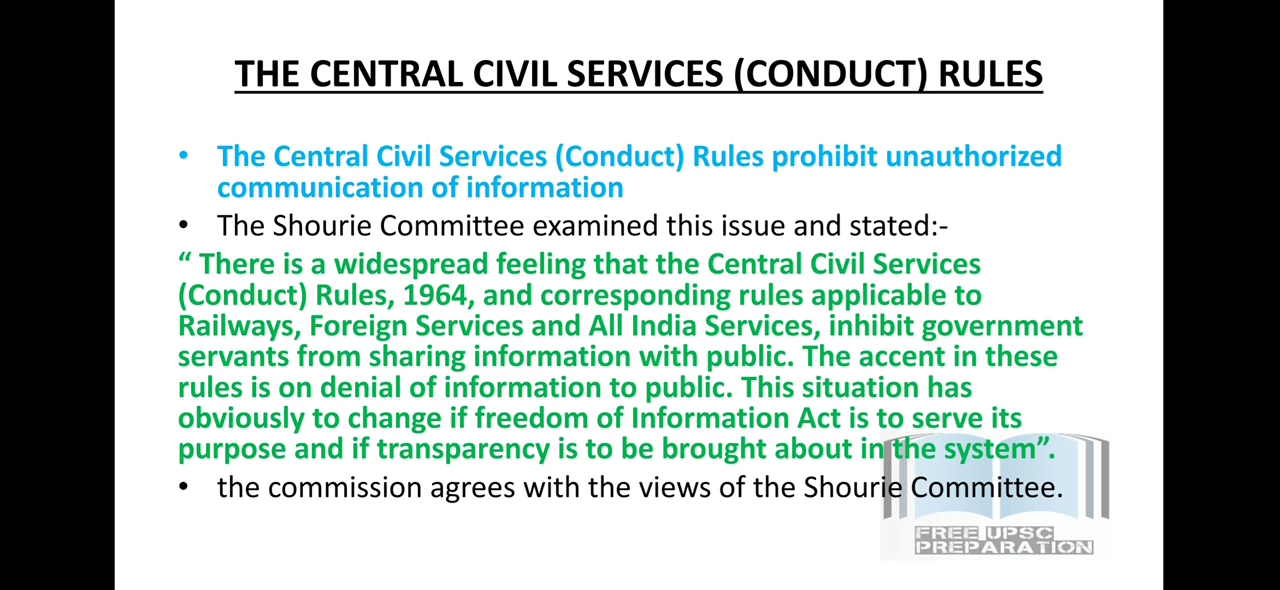 THE CENTRAL CIVIL SERVICES (CONDUCT) RULES
• The Central Civil Services (Conduct) Rules prohibit unauthorized
communication of information
• The Shourie Committee examined this issue and stated:-
“ There is a widespread feeling that the Central Civil Services
(Conduct) Rules, 1964, and corresponding rules applicable to
Railways, Foreign Services and All India Services, inhibit government
servants from sharing information with public. The accent in these
rules is on denial of information to public. This situation has
obviously to change if freedom of Information Act is to serve its
purpose and if transparency is to be brought about in the system”.
• the commission agrees with the views of the Shourie Committee.
FREE UPSC
PREPARATION